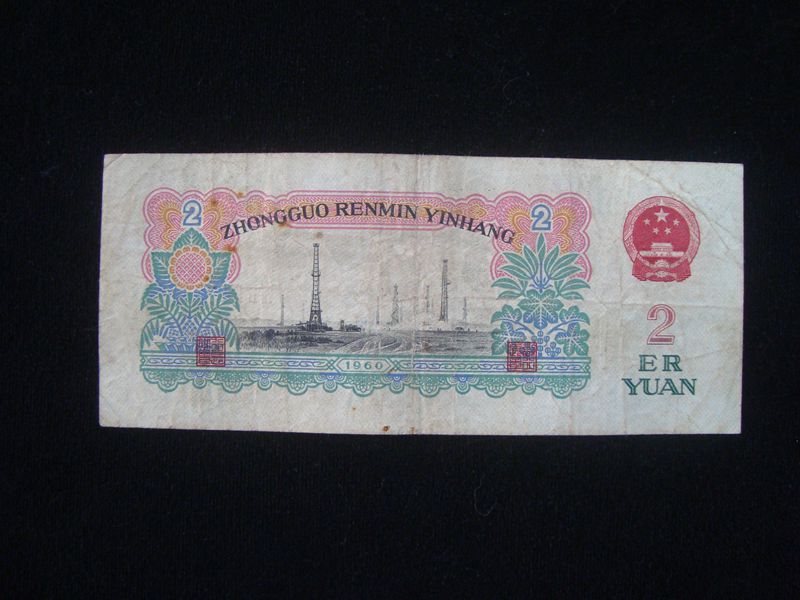 2
2
ZHONGGUO RENMIN YINHANG
1960
2
ER
YUAN